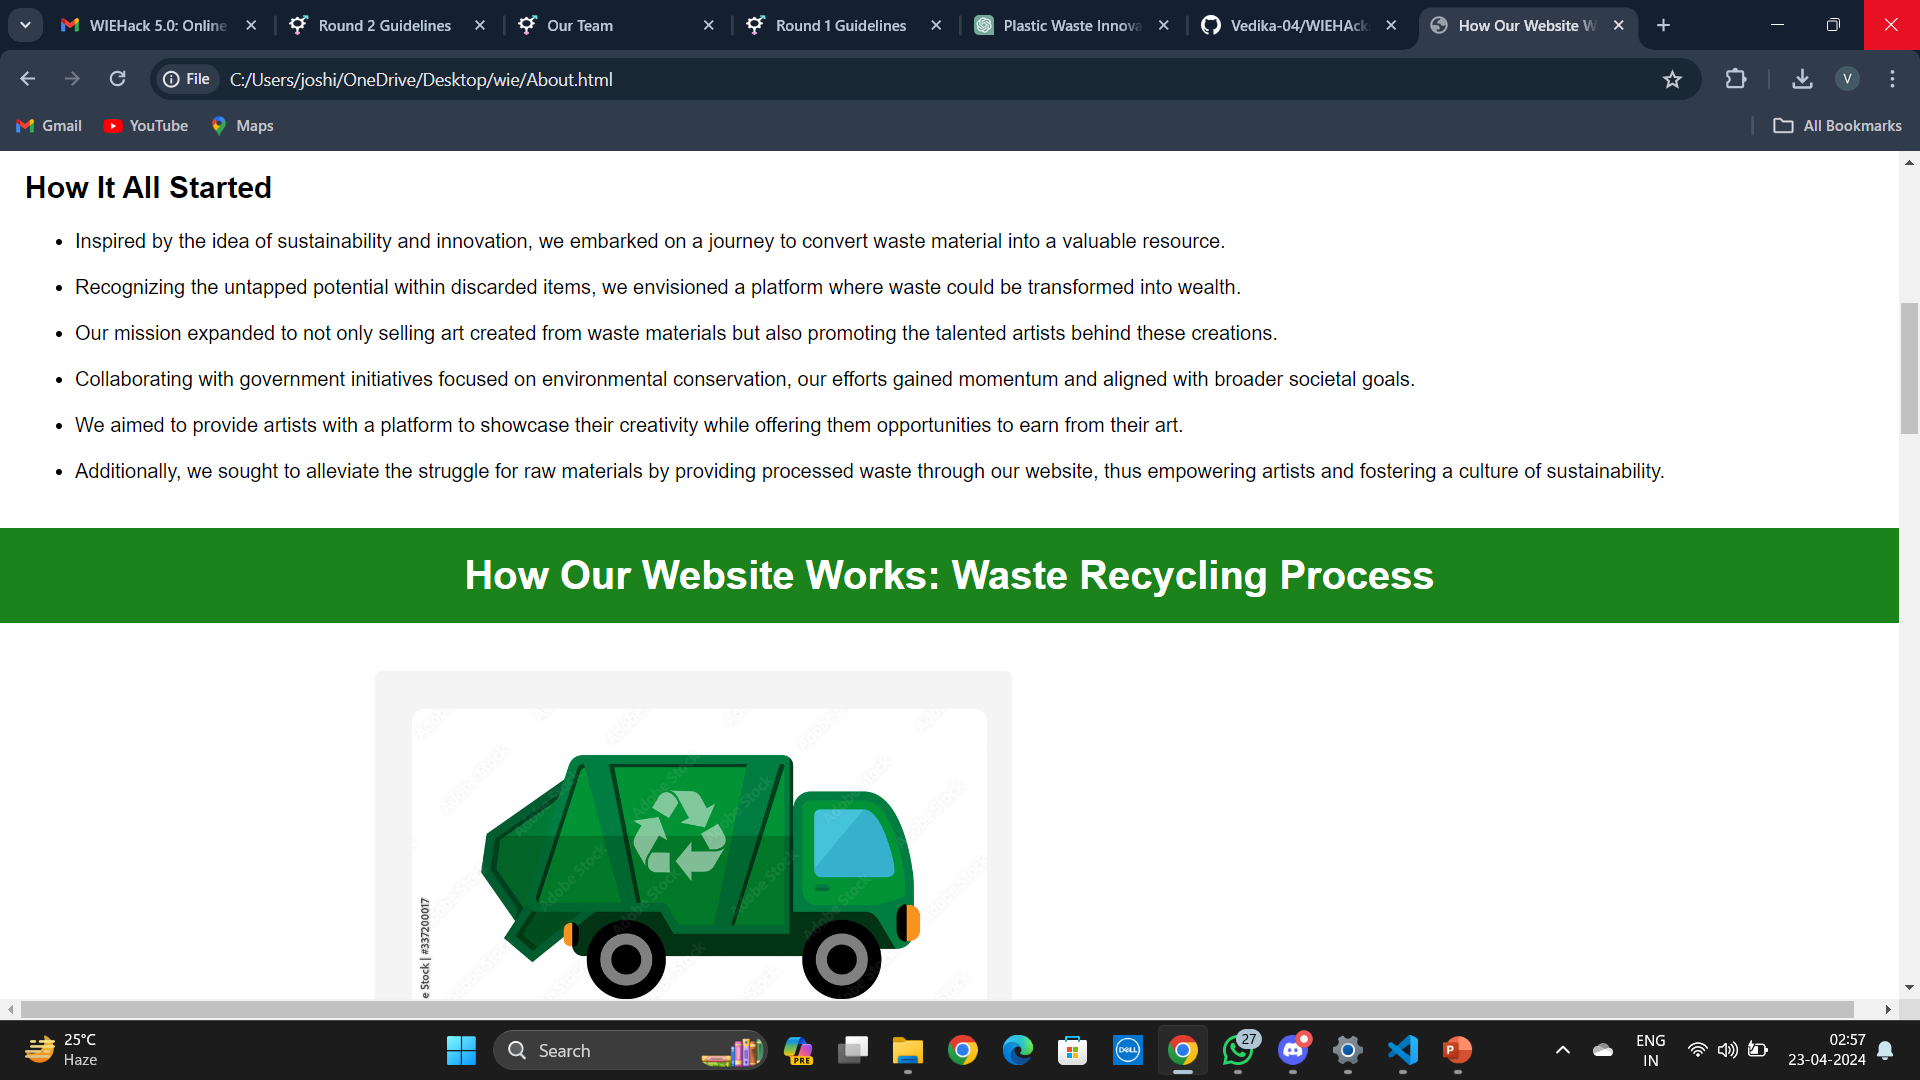 WIEHack 5.0: Online
Round 2 Guidelines
Our Team
Round 1 Guidelines
Plastic Waste Innova
Vedika-04/WIEHAck
How Our Website W
File
C:/Users/joshi/OneDrive/Desktop/wie/About.html
V
Gmail
YouTube
Maps
All Bookmarks
How It All Started
• Inspired by the idea of sustainability and innovation, we embarked on a journey to convert waste material into a valuable resource.
• Recognizing the untapped potential within discarded items, we envisioned a platform where waste could be transformed into wealth.
• Our mission expanded to not only selling art created from waste materials but also promoting the talented artists behind these creations.
• Collaborating with government initiatives focused on environmental conservation, our efforts gained momentum and aligned with broader societal goals.
• We aimed to provide artists with a platform to showcase their creativity while offering them opportunities to earn from their art.
• Additionally, we sought to alleviate the struggle for raw materials by providing processed waste through our website, thus empowering artists and fostering a culture of sustainability.
How Our Website Works: Waste Recycling Process
Adobe Stock
e Stock | #337200017
25°C
Haze
Search
PRE
DELL
27
P
ENG
IN
02:57
23-04-2024